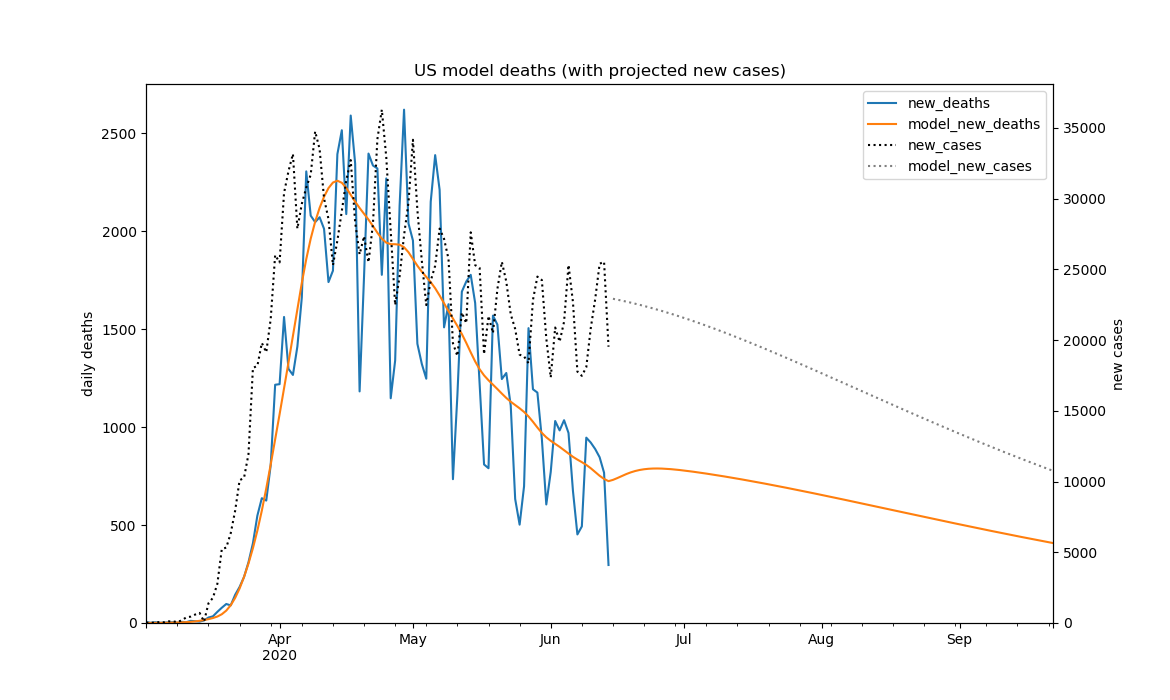 US model deaths (with projected new cases)
new_deaths
model_new_deaths
new_cases
model_new_cases
daily deaths
2500
2000
1500
1000
500
0
35000
30000
25000
20000
15000
10000
5000
0
new cases
Apr
2020
May
Jun
Jul
Aug
Sep